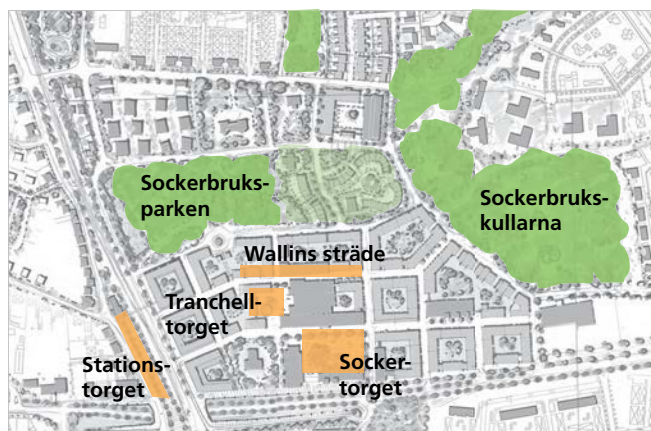 Sockerbruks-
parken
Sockerbruks-
kullarna
Wallins sträde
Tranchell-
torget
Stations-
torget
Socker-
torget